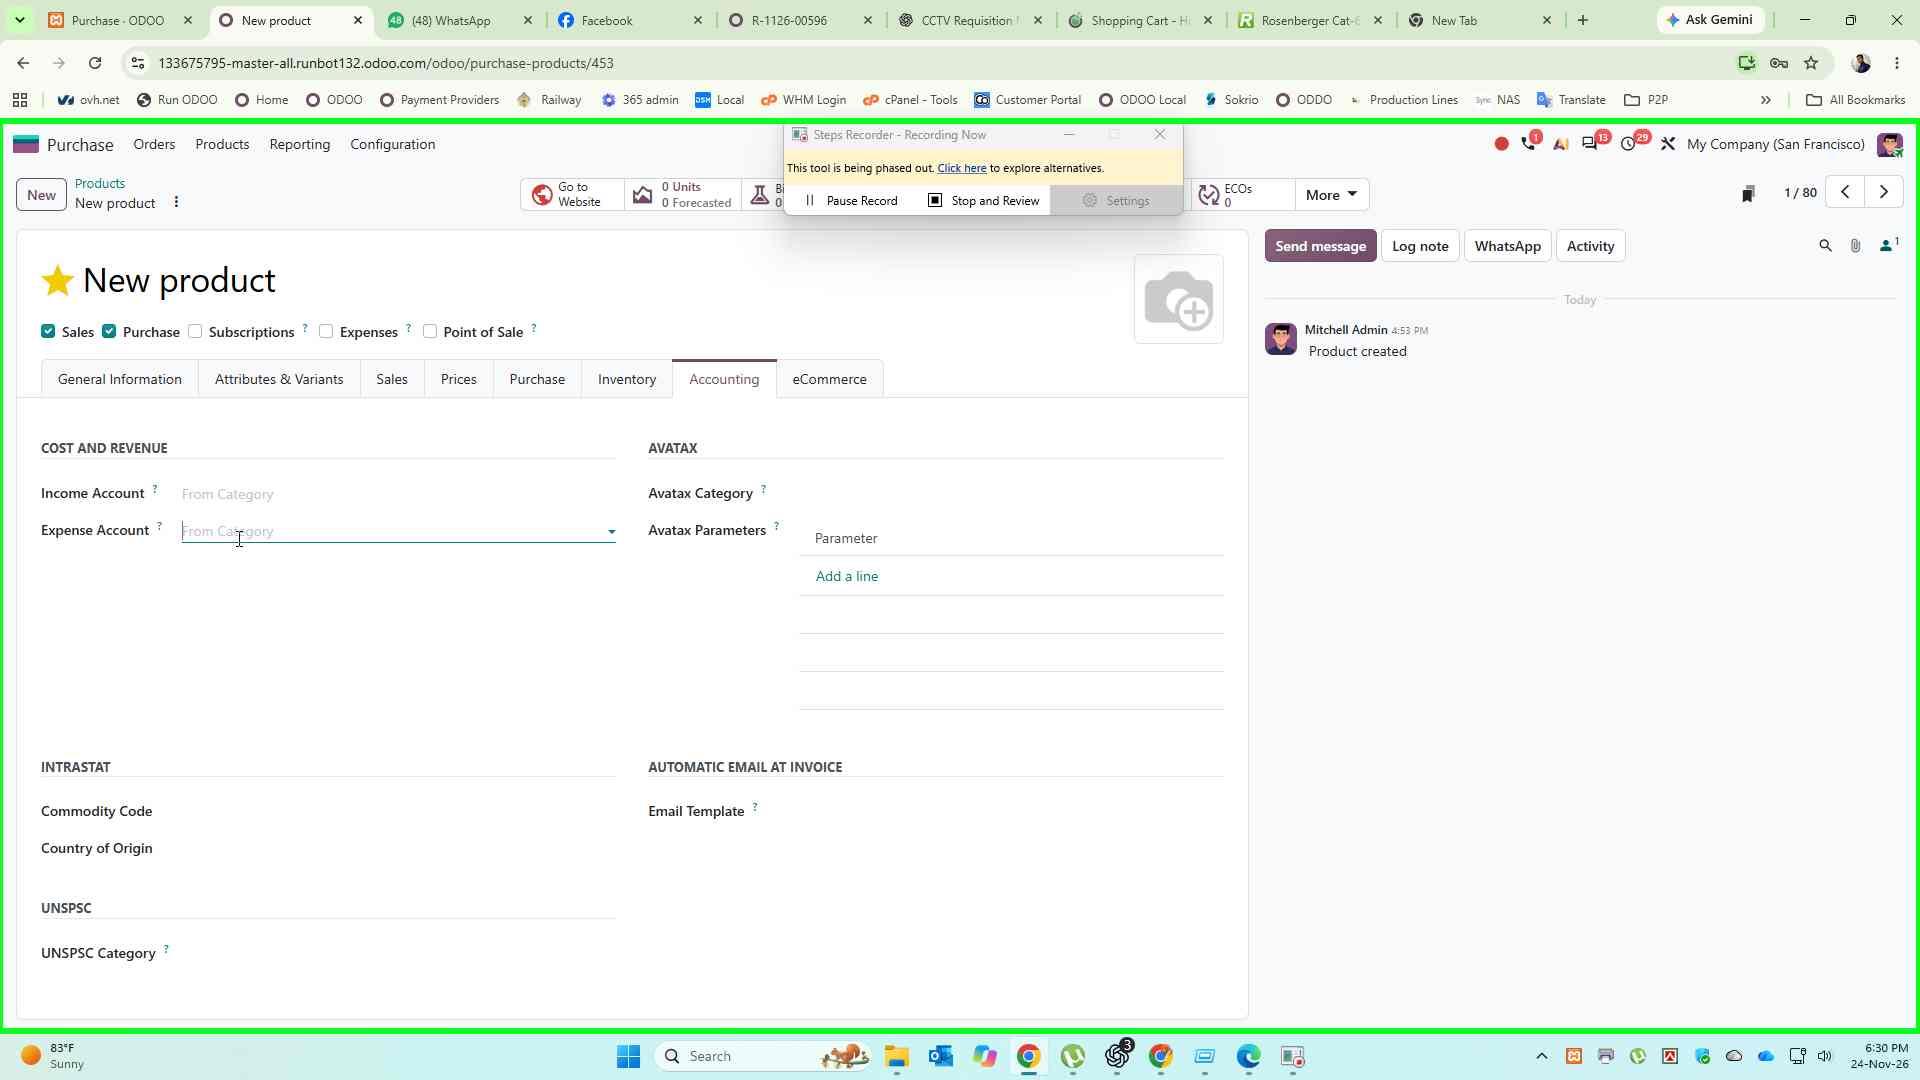 Purchase - ODOO
New product
48
(48) WhatsApp
Facebook
R-1126-00596
CCTV Requisition
Shopping Cart - H
Rosenberger Cat-6
New Tab
Ask Gemini
133675795-master-all.runbot132.odoo.com/odoo/purchase-products/453
ovh.net
Run ODOO
Home
ODOO
Payment Providers
Railway
365 admin
DSM
Local
WHM Login
cPanel - Tools
Customer Portal
ODOO Local
Sokrio
ODDO
Production Lines
Sync
NAS
Translate
P2P
All Bookmarks
Purchase
Orders
Products
Reporting
Configuration
Steps Recorder - Recording Now
This tool is being phased out. Click here to explore alternatives.
Pause Record
Stop and Review
Settings
1
13
29
My Company (San Francisco)
New
Products
New product
Go to
Website
0 Units
0 Forecasted
ECOs
0
More
1 / 80
Send message
Log note
WhatsApp
Activity
1
New product
Sales
Purchase
Subscriptions ?
Expenses ?
Point of Sale ?
Today
Mitchell Admin 4:53 PM
Product created
General Information
Attributes & Variants
Sales
Prices
Purchase
Inventory
Accounting
eCommerce
COST AND REVENUE
Income Account ?
From Category
Expense Account ?
From Category
AVATAX
Avatax Category ?
Avatax Parameters ?
Parameter
Add a line
INTRASTAT
Commodity Code
Country of Origin
AUTOMATIC EMAIL AT INVOICE
Email Template ?
UNSPSC
UNSPSC Category ?
83°F
Sunny
Search
3
6:30 PM
24-Nov-26